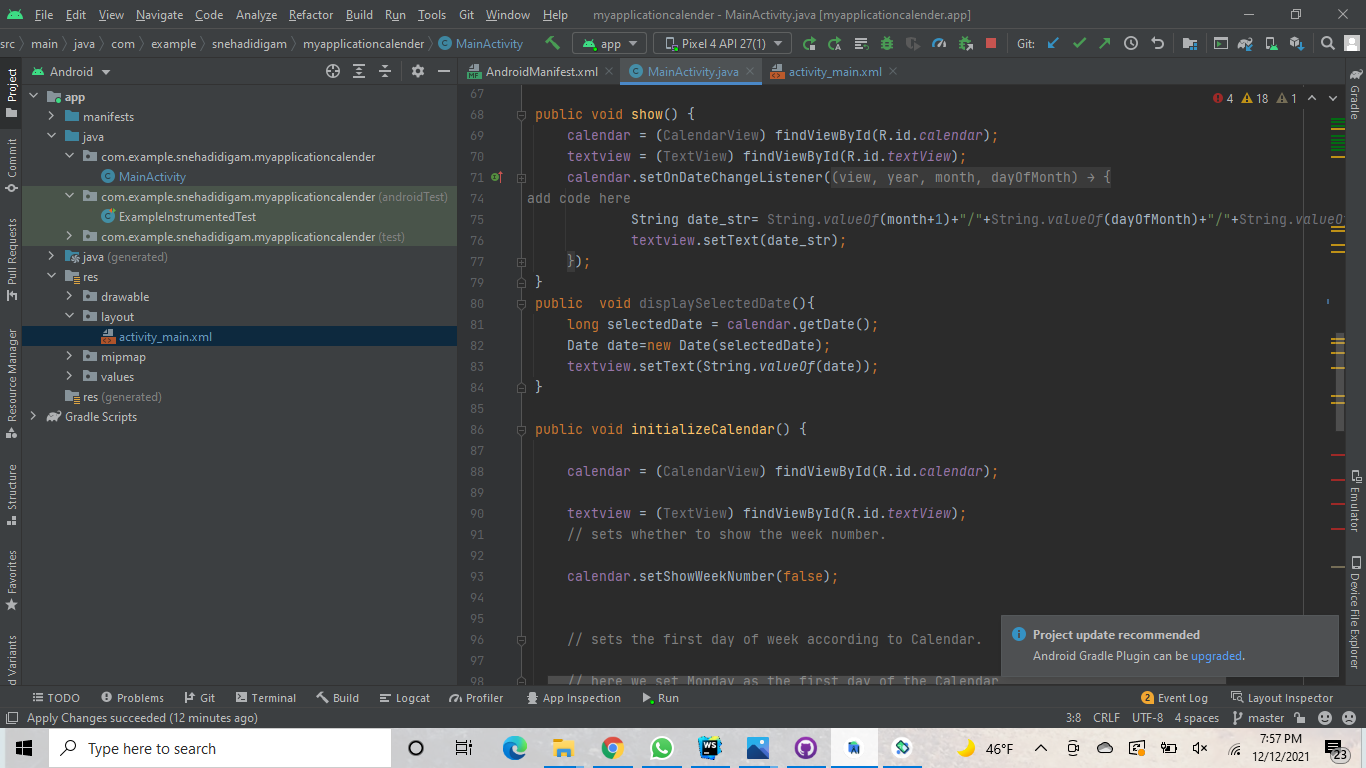 File Edit View Navigate Code Analyze Refactor Build Run Tools Git Window Help myapplicationcalender - MainActivity.java [myapplicationcalender.app]
src main java com example snehadidigam myapplicationcalender MainActivity app Pixel 4 API 27(1) Git:
Project
Commit
Pull Requests
Resource Manager
Structure
Favorites
d Variants
Android
app
manifests
java
com.example.snehadidigam.myapplicationcalender
MainActivity
com.example.snehadidigam.myapplicationcalender (androidTest)
ExampleInstrumentedTest
com.example.snehadidigam.myapplicationcalender (test)
java (generated)
res
drawable
layout
activity_main.xml
mipmap
values
res (generated)
Gradle Scripts
AndroidManifest.xml MainActivity.java activity_main.xml
4 18 1
67
68 public void show() {
69 calendar = (CalendarView) findViewById(R.id.calendar);
70 textview = (TextView) findViewById(R.id.textView);
71 calendar.setOnDateChangeListener((view, year, month, dayOfMonth) → {
74 add code here
75 String date_str= String.valueOf(month+1)+"/"+String.valueOf(dayOfMonth)+"/"+String.valueO
76 textview.setText(date_str);
77 });
79 }
80 public  void displaySelectedDate(){
81 long selectedDate = calendar.getDate();
82 Date date=new Date(selectedDate);
83 textview.setText(String.valueOf(date));
84 }
85
86 public void initializeCalendar() {
87
88 calendar = (CalendarView) findViewById(R.id.calendar);
89
90 textview = (TextView) findViewById(R.id.textView);
91 // sets whether to show the week number.
92
93 calendar.setShowWeekNumber(false);
94
95
96 // sets the first day of week according to Calendar.
97
98 // here we set Monday as the first day of the Calendar
Project update recommended
Android Gradle Plugin can be upgraded.
Gradle
Emulator
Device File Explorer
TODO Problems Git Terminal Build Logcat Profiler App Inspection Run 2 Event Log Layout Inspector
Apply Changes succeeded (12 minutes ago) 3:8 CRLF UTF-8 4 spaces master
Type here to search
WS
46°F
7:57 PM
12/12/2021
23